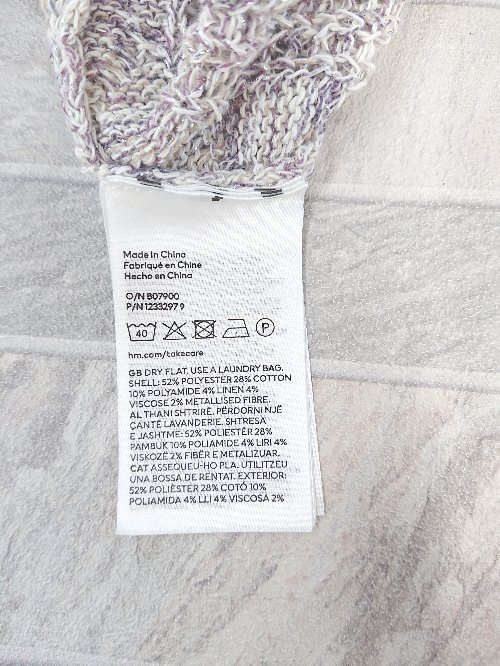 Made in China
Fabriqué en Chine
Hecho en China
O/N 807900
P/N 1233297 9
40 P
hm.com/takecare
GB DRY FLAT. USE A LAUNDRY BAG.
SHELL: 52% POLYESTER 28% COTTON
10% POLYAMIDE 4% LINEN 4%
VISCOSE 2% METALLISED FIBRE.
AL THANI SHTRIRË. PËRDORNI NJË
ÇANTË LAVANDERIE. SHTRESA
E JASHTME: 52% POLIESTËR 28%
PAMBUK 10% POLIAMIDE 4% LIRI 4%
VISKOZË 2% FIBËR E METALIZUAR.
CAT ASSEQUEU-HO PLA. UTILITZEU
UNA BOSSA DE RENTAT. EXTERIOR:
52% POLIÈSTER 28% COTÓ 10%
POLIAMIDA 4% LLI 4% VISCOSA 2%